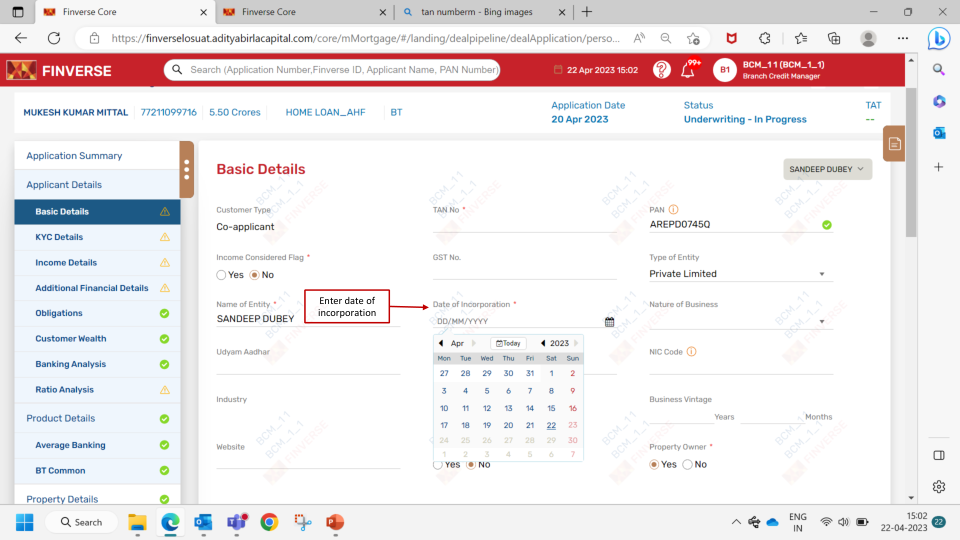 Finverse Core
Finverse Core
tan numberm - Bing images
https://finverselosuat.adityabirlacapital.com/core/mMortgage/#/landing/dealpipeline/dealApplication/perso...
FINVERSE
Search (Application Number,Finverse ID, Applicant Name, PAN Number)
22 Apr 2023 15:02
99+
B1
BCM_1 1 (BCM_1_1)
Branch Credit Manager
MUKESH KUMAR MITTAL
77211099716
5.50 Crores
HOME LOAN_AHF
BT
Application Date
20 Apr 2023
Status
Underwriting - In Progress
TAT
--
Application Summary
Applicant Details
Basic Details
KYC Details
Income Details
Additional Financial Details
Obligations
Customer Wealth
Banking Analysis
Ratio Analysis
Product Details
Average Banking
BT Common
Property Details
Basic Details
SANDEEP DUBEY
Customer Type
Co-applicant
TAN No *
PAN
AREPD0745Q
Income Considered Flag *
Yes No
GST No.
Type of Entity
Private Limited
Name of Entity *
SANDEEP DUBEY
Enter date of
incorporation
Date of Incorporation *
DD/MM/YYYY
Nature of Business
Apr Today 2023
Mon Tue Wed Thu Fri Sat Sun
27 28 29 30 31 1 2
3 4 5 6 7 8 9
10 11 12 13 14 15 16
17 18 19 20 21 22 23
24 25 26 27 28 29 30
1 2 3 4 5 6 7
Udyam Aadhar
NIC Code
Industry
Business Vintage
Years Months
Website
Yes No
Property Owner *
Yes No
Search
ENG
IN
15:02
22-04-2023
22